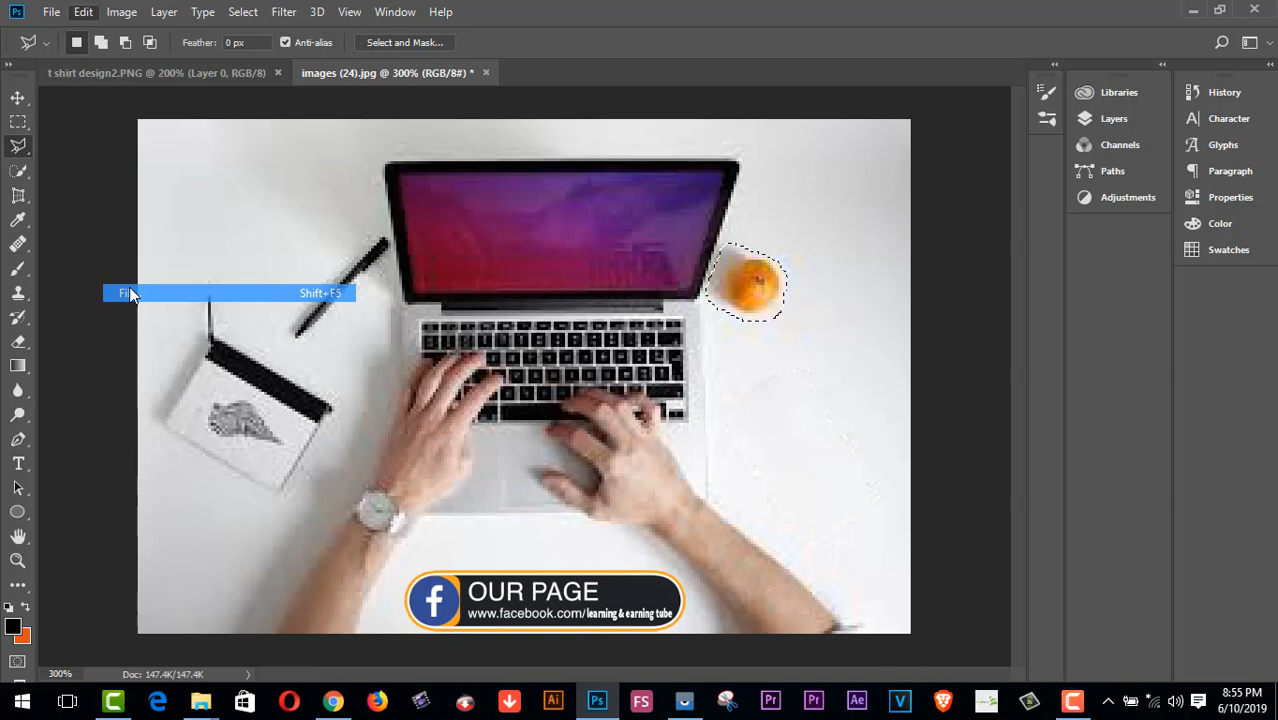 Ps File Edit Image Layer Type Select Filter 3D View Window Help
Feather: 0 px Anti-alias Select and Mask...
t shirt design2.PNG @ 200% (Layer 0, RGB/8) × images (24).jpg @ 300% (RGB/8#) * ×
Libraries
Layers
Channels
Paths
Adjustments
History
Character
Glyphs
Paragraph
Properties
Color
Swatches
Shift+F5
OUR PAGE
www.facebook.com/learning & earning tube
300% Doc: 147.4K/147.4K
8:55 PM
6/10/2019